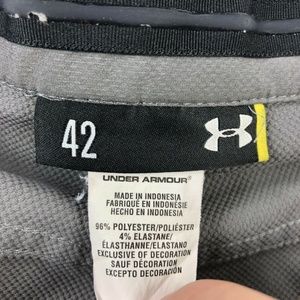 42
UNDER ARMOUR
MADE IN INDONESIA
FABRIQUÉ EN INDONÉSIE
HECHO EN INDONESIA
96% POLYESTER/POLIÉSTER
4% ELASTANE/
ÉLASTHANNE/ELASTANO
EXCLUSIVE OF DECORATION
SAUF DÉCORATION
EXCEPTO DECORACIÓN